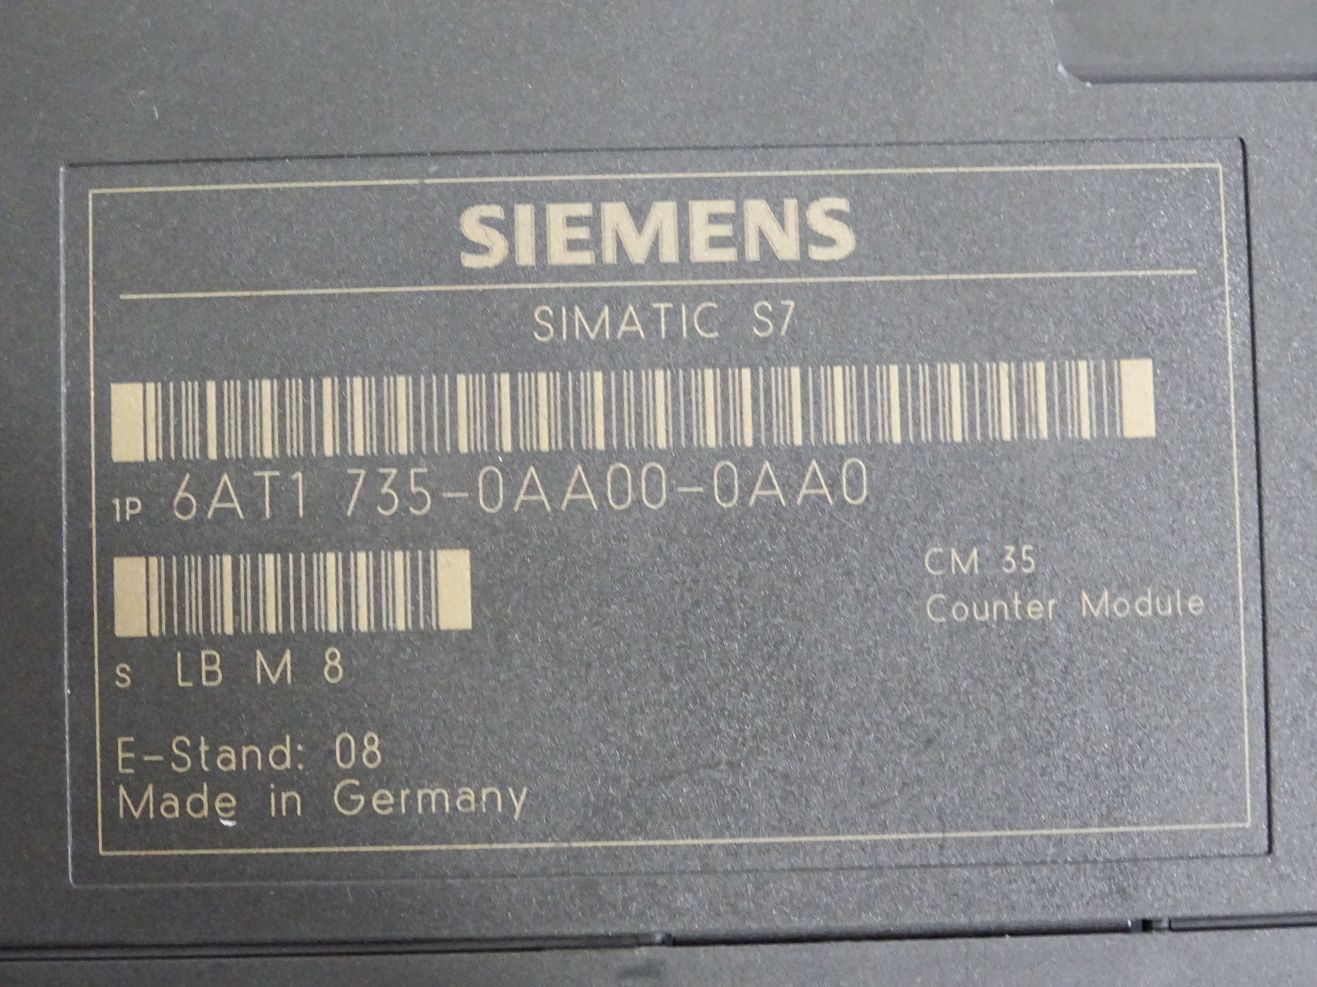 SIEMENS
SIMATIC S7
1P 6AT1 735-0AA00-0AA0
CM 35
Counter Module
S LB M 8
E-Stand: 08
Made in Germany